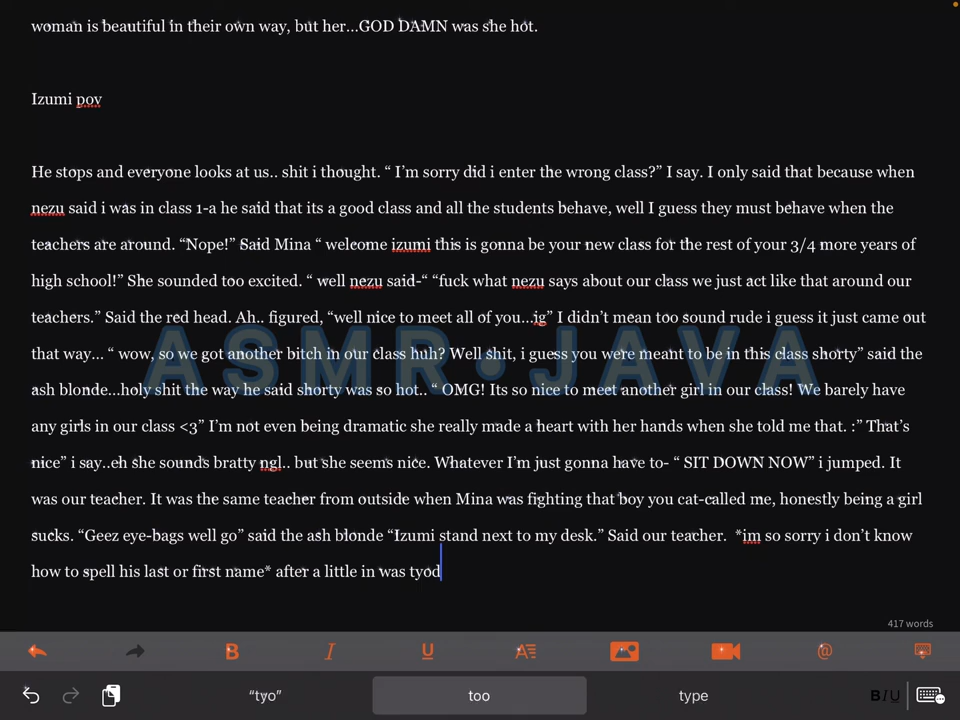 woman is beautiful in their own way, but her...GOD DAMN was she hot.
Izumi pov
He stops and everyone looks at us.. shit i thought. “ I’m sorry did i enter the wrong class?” I say. I only said that because when
nezu said i was in class 1-a he said that its a good class and all the students behave, well I guess they must behave when the
teachers are around. “Nope!” Said Mina “ welcome izumi this is gonna be your new class for the rest of your 3/4 more years of
high school!” She sounded too excited. “ well nezu said-“ “fuck what nezu says about our class we just act like that around our
teachers.” Said the red head. Ah.. figured, “well nice to meet all of you...ig” I didn’t mean too sound rude i guess it just came out
that way... “ wow, so we got another bitch in our class huh? Well shit, i guess you were meant to be in this class shorty” said the
ash blonde...holy shit the way he said shorty was so hot.. “ OMG! Its so nice to meet another girl in our class! We barely have
any girls in our class <3” I’m not even being dramatic she really made a heart with her hands when she told me that. :” That’s
nice” i say..eh she sounds bratty ngl.. but she seems nice. Whatever I’m just gonna have to- “ SIT DOWN NOW” i jumped. It
was our teacher. It was the same teacher from outside when Mina was fighting that boy you cat-called me, honestly being a girl
sucks. “Geez eye-bags well go” said the ash blonde “Izumi stand next to my desk.” Said our teacher.  *im so sorry i don’t know
how to spell his last or first name* after a little in was tyod
ASMR•JAVA
417 words
B I U A @
“tyo” too type BIU